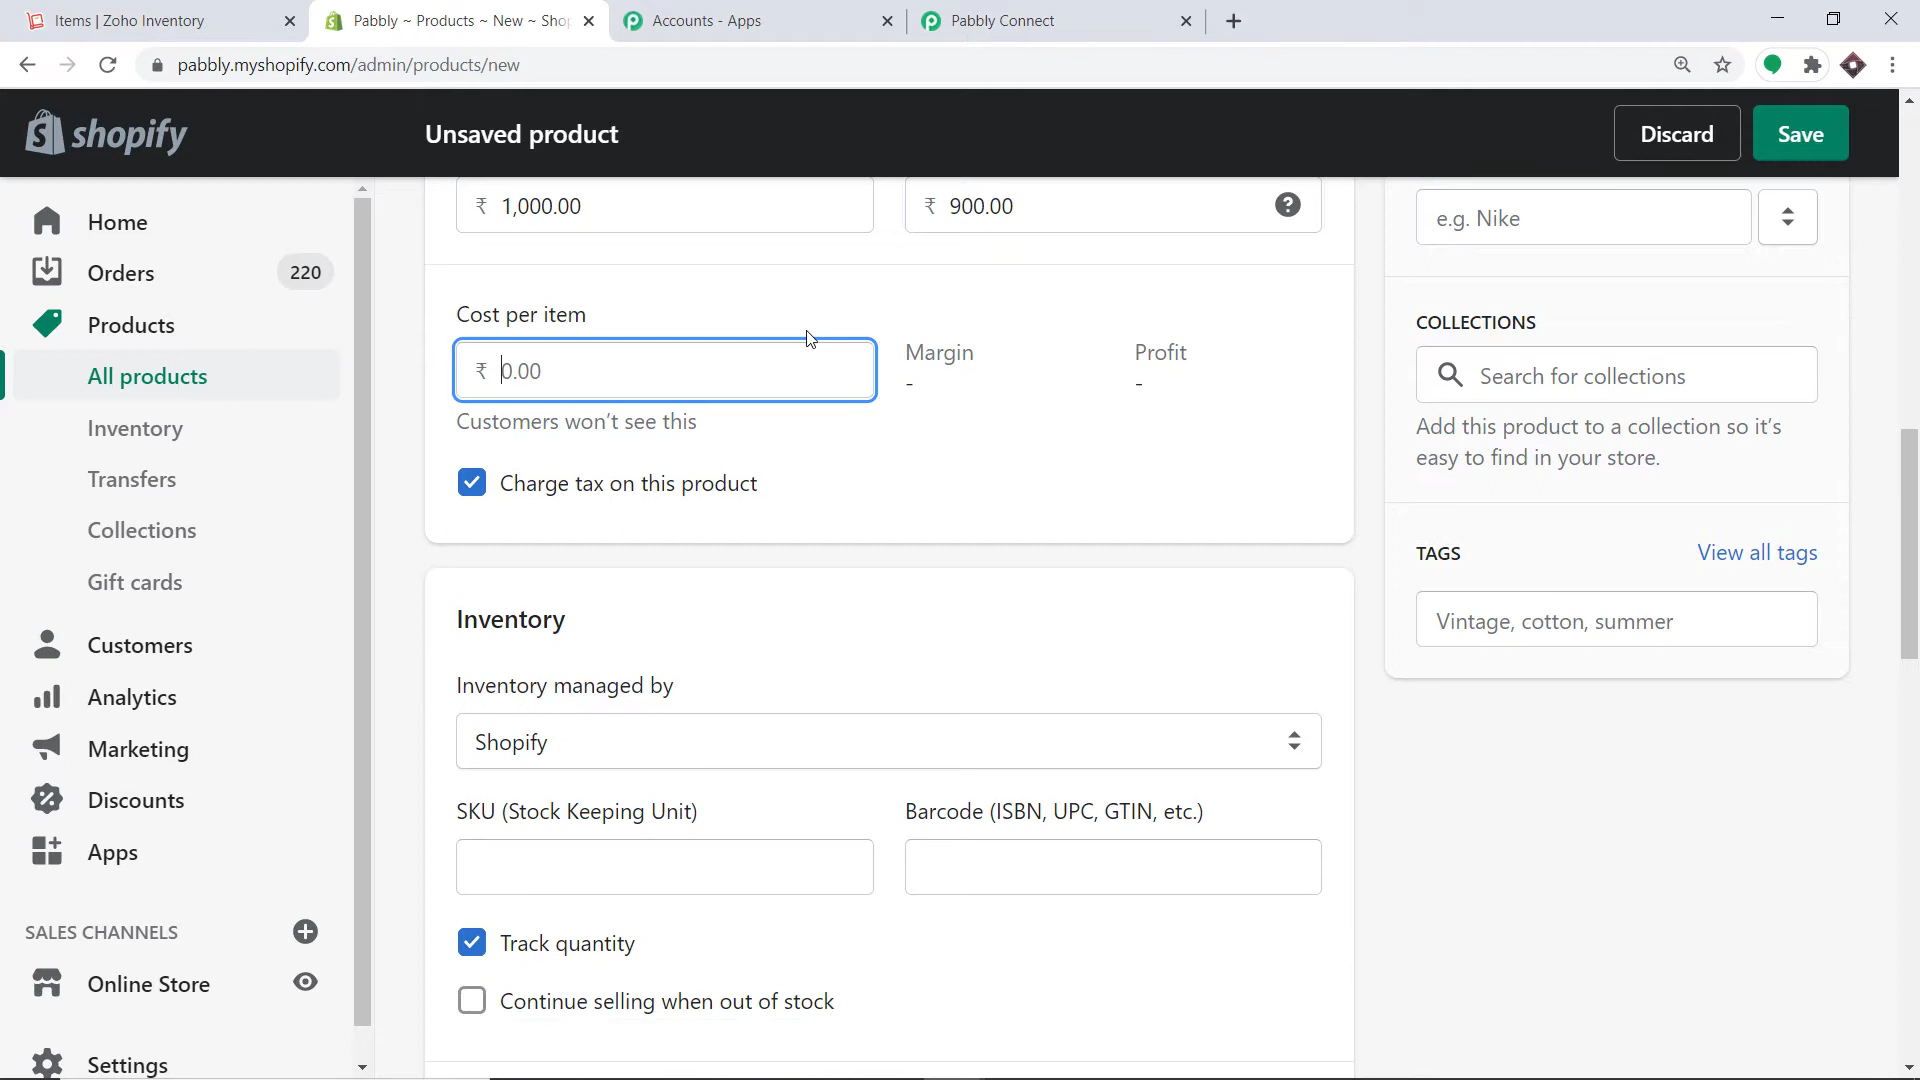 Items | Zoho Inventory
Pabbly ~ Products ~ New ~ Sho
Accounts - Apps
Pabbly Connect
pabbly.myshopify.com/admin/products/new
shopify
Unsaved product
Discard
Save
Home
Orders
220
Products
All products
Inventory
Transfers
Collections
Gift cards
Customers
Analytics
Marketing
Discounts
Apps
SALES CHANNELS
Online Store
Settings
₹ 1,000.00
₹ 900.00
Cost per item
₹ 0.00
Margin
-
Profit
-
Customers won't see this
Charge tax on this product
Inventory
Inventory managed by
Shopify
SKU (Stock Keeping Unit)
Barcode (ISBN, UPC, GTIN, etc.)
Track quantity
Continue selling when out of stock
e.g. Nike
COLLECTIONS
Search for collections
Add this product to a collection so it's
easy to find in your store.
TAGS
View all tags
Vintage, cotton, summer